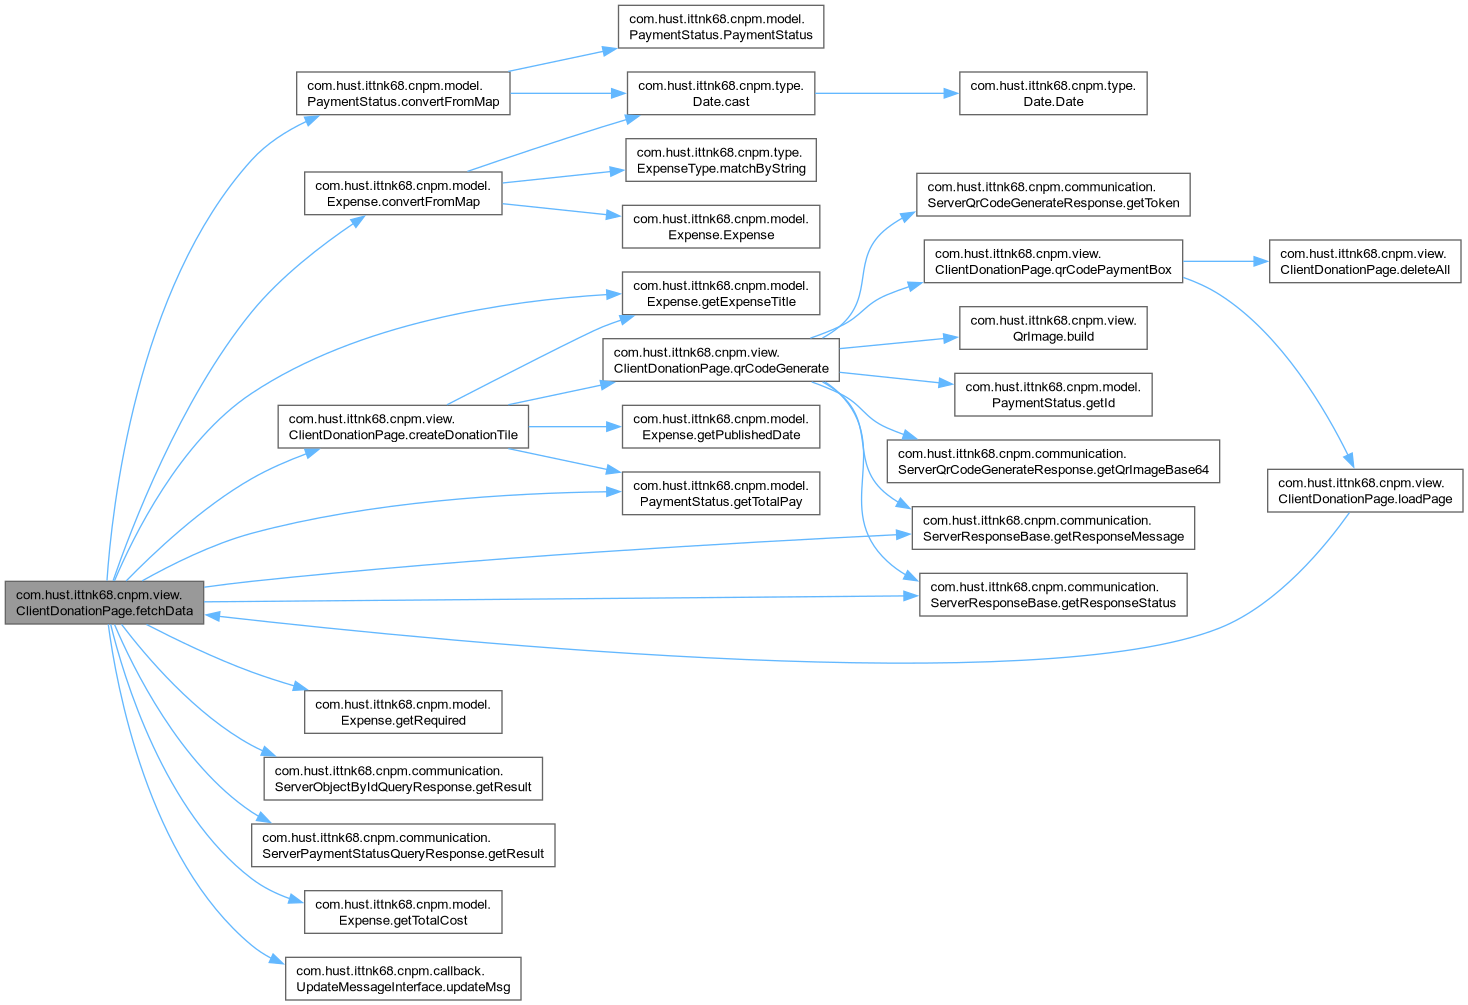 com.hust.ittnk68.cnpm.model.
PaymentStatus.PaymentStatus
com.hust.ittnk68.cnpm.model.
PaymentStatus.convertFromMap
com.hust.ittnk68.cnpm.type.
Date.cast
com.hust.ittnk68.cnpm.type.
Date.Date
com.hust.ittnk68.cnpm.type.
ExpenseType.matchByString
com.hust.ittnk68.cnpm.model.
Expense.convertFromMap
com.hust.ittnk68.cnpm.communication.
ServerQrCodeGenerateResponse.getToken
com.hust.ittnk68.cnpm.model.
Expense.Expense
com.hust.ittnk68.cnpm.view.
ClientDonationPage.qrCodePaymentBox
com.hust.ittnk68.cnpm.view.
ClientDonationPage.deleteAll
com.hust.ittnk68.cnpm.model.
Expense.getExpenseTitle
com.hust.ittnk68.cnpm.view.
QrImage.build
com.hust.ittnk68.cnpm.view.
ClientDonationPage.qrCodeGenerate
com.hust.ittnk68.cnpm.model.
PaymentStatus.getId
com.hust.ittnk68.cnpm.view.
ClientDonationPage.createDonationTile
com.hust.ittnk68.cnpm.model.
Expense.getPublishedDate
com.hust.ittnk68.cnpm.communication.
ServerQrCodeGenerateResponse.getQrImageBase64
com.hust.ittnk68.cnpm.model.
PaymentStatus.getTotalPay
com.hust.ittnk68.cnpm.view.
ClientDonationPage.loadPage
com.hust.ittnk68.cnpm.communication.
ServerResponseBase.getResponseMessage
com.hust.ittnk68.cnpm.view.
ClientDonationPage.fetchData
com.hust.ittnk68.cnpm.communication.
ServerResponseBase.getResponseStatus
com.hust.ittnk68.cnpm.model.
Expense.getRequired
com.hust.ittnk68.cnpm.communication.
ServerObjectByIdQueryResponse.getResult
com.hust.ittnk68.cnpm.communication.
ServerPaymentStatusQueryResponse.getResult
com.hust.ittnk68.cnpm.model.
Expense.getTotalCost
com.hust.ittnk68.cnpm.callback.
UpdateMessageInterface.updateMsg